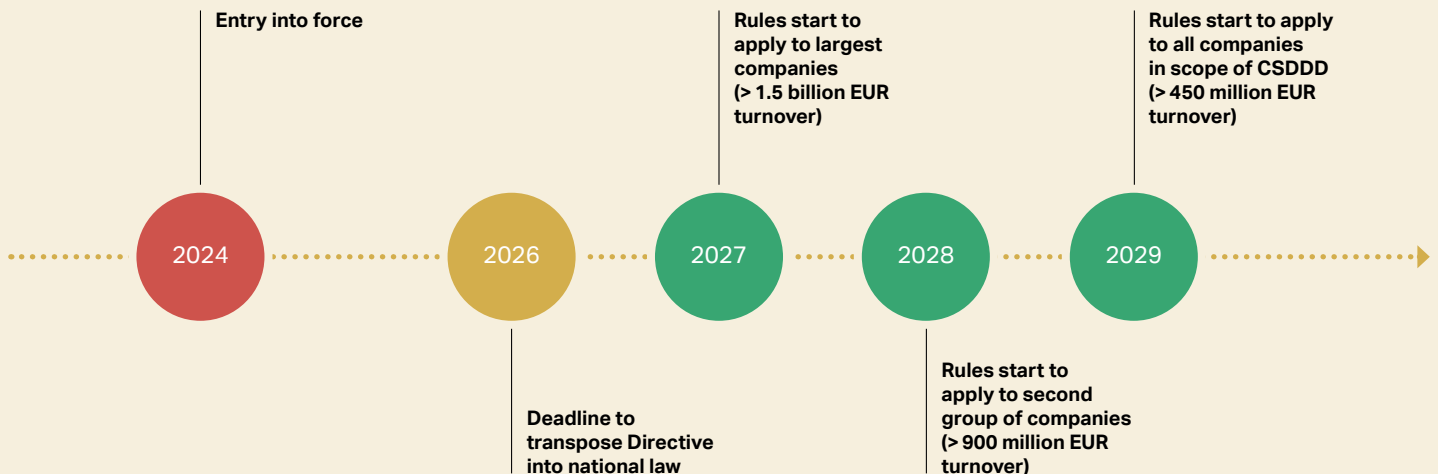 Entry into force
Rules start to
apply to largest
companies
(> 1.5 billion EUR
turnover)
Rules start to apply
to all companies
in scope of CSDDD
(> 450 million EUR
turnover)
2024
2026
2027
2028
2029
Deadline to
transpose Directive
into national law
Rules start to
apply to second
group of companies
(> 900 million EUR
turnover)